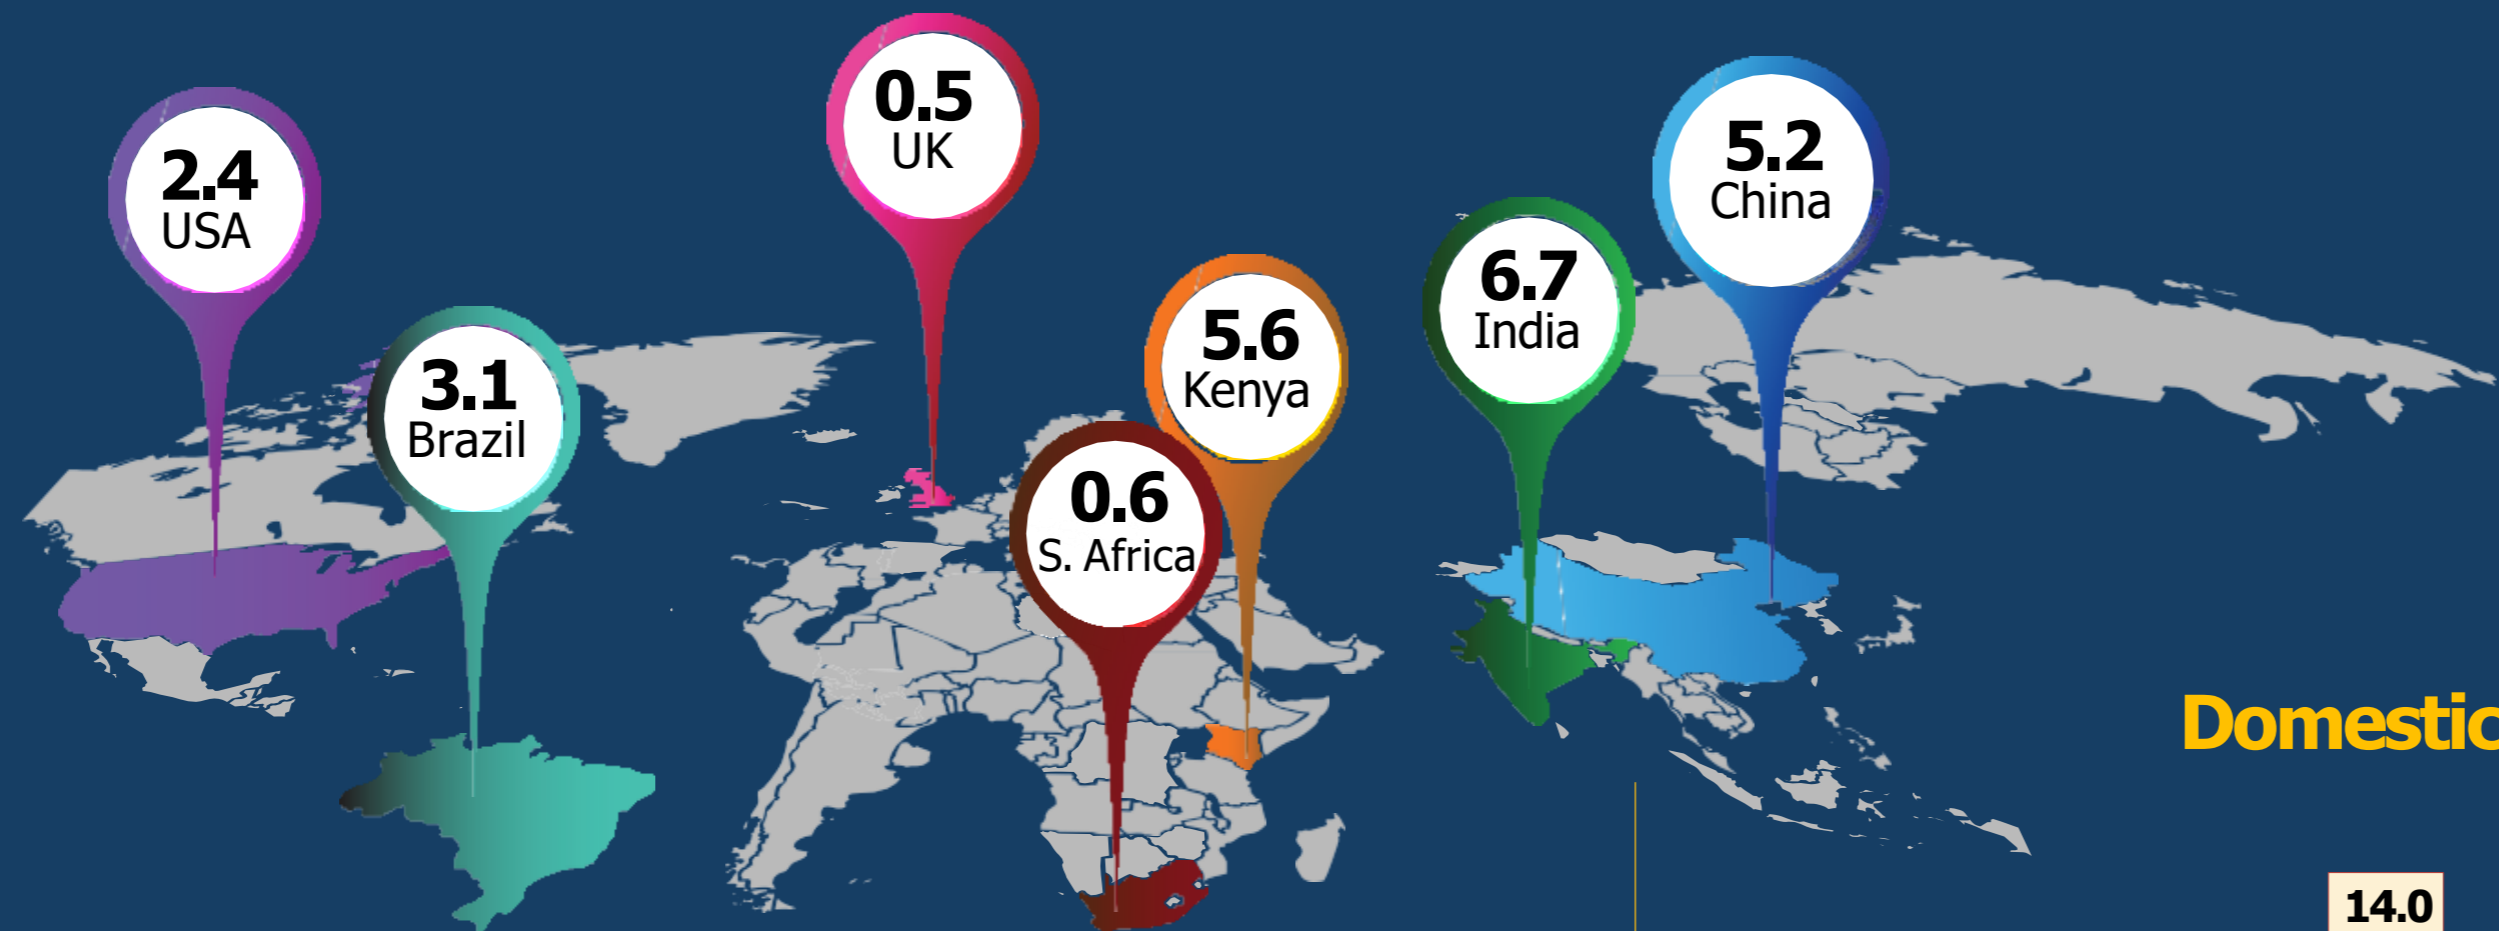 0.5
UK
5.2
China
2.4
USA
6.7
India
5.6
Kenya
3.1
Brazil
0.6
S. Africa
Domestic
14.0